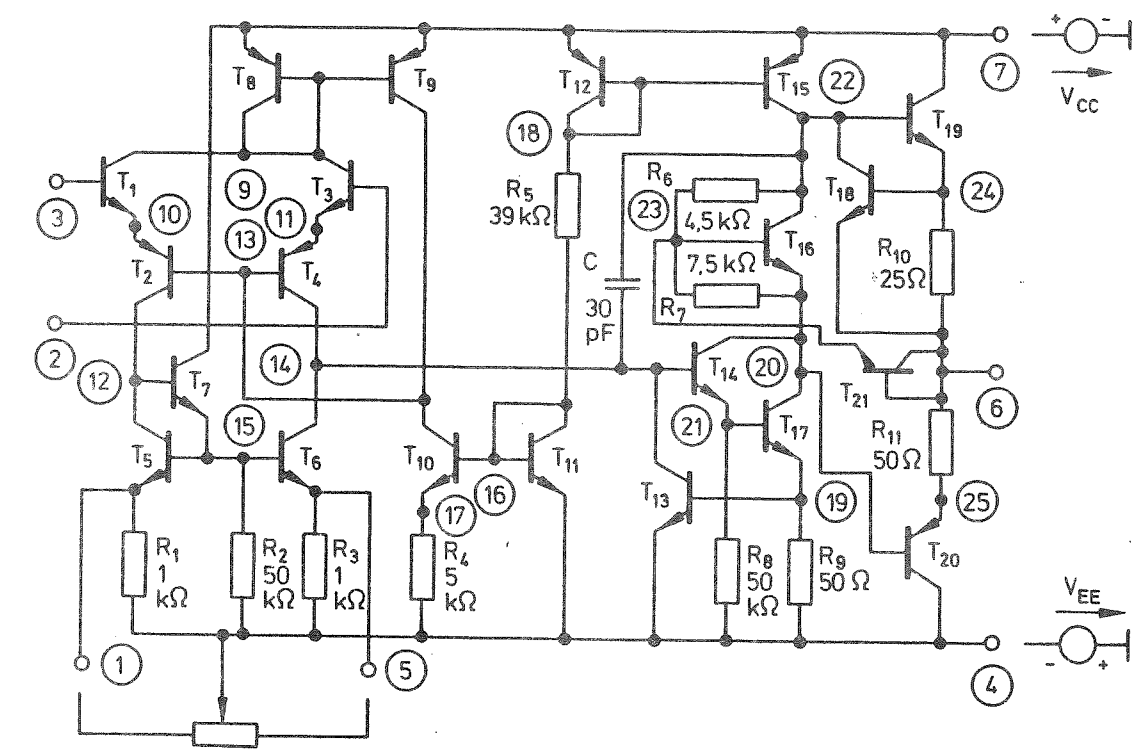 T8
T9
T12
T15
22
7
+ -
VCC
18
T19
T1
9
T3
R5
39 kΩ
R6
23
4,5 kΩ
T18
24
3
10
13
11
T2
T4
C
30
pF
7,5 kΩ
R7
T16
R10
25Ω
2
12
T7
14
T14
20
T21
6
15
21
T17
R11
50 Ω
T5
T6
T10
16
T11
T13
19
25
17
T20
R1
1
kΩ
R2
50
kΩ
R3
1
kΩ
R4
5
kΩ
R8
50
kΩ
R9
50 Ω
VEE
1
5
4
- +